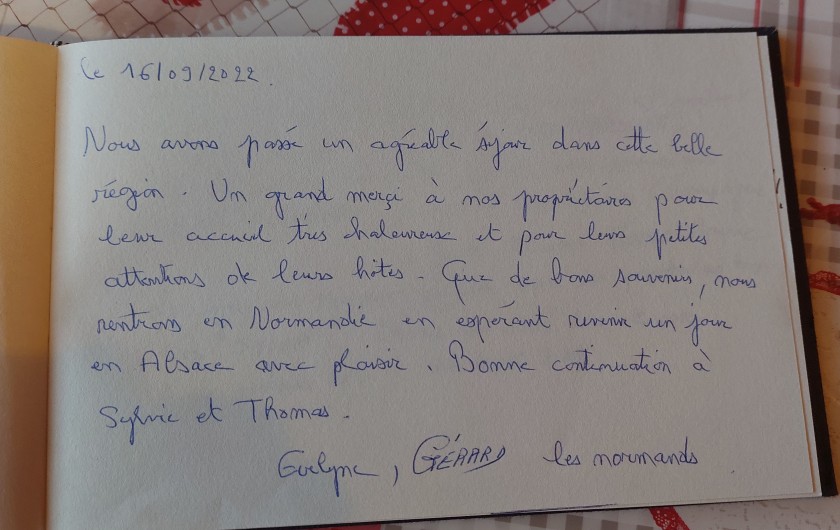 Le 16/09/2022.
Nous avons passé un agréable séjour dans cette belle
région. Un grand merçi à nos propriétaires pour
leur accueil très chaleureux et pour leurs petites
attentions de leurs hôtes. Que de bons souvenirs, nous
rentrons en Normandie en espérant revenir un jour
en Alsace avec plaisir. Bonne continuation à
Sylvie et Thomas.
Evelyne, GÉRARD les normands